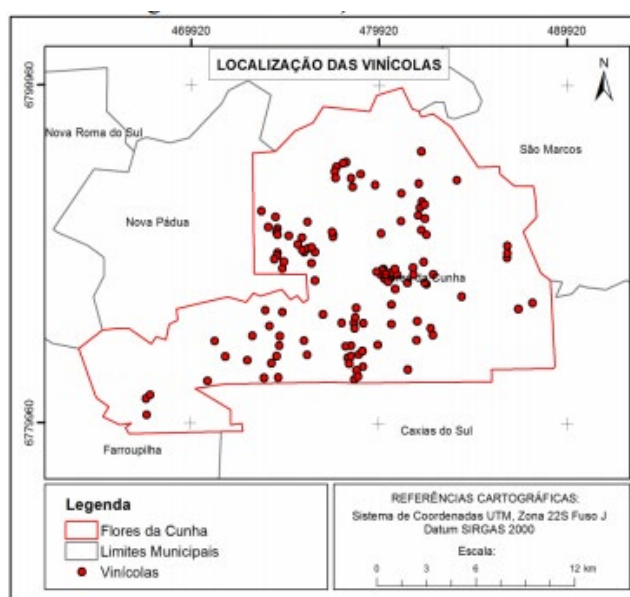 469920 479920 489920
LOCALIZAÇÃO DAS VINÍCOLAS
N
6799960
Nova Roma do Sul
São Marcos
Nova Pádua
da Cunha
6779960
Caxias do Sul
Farroupilha
Legenda
Flores da Cunha
Limites Municipais
Vinícolas
REFERÊNCIAS CARTOGRÁFICAS:
Sistema de Coordenadas UTM, Zona 22S Fuso J
Datum SIRGAS 2000
Escala:
0 3 6 12 km